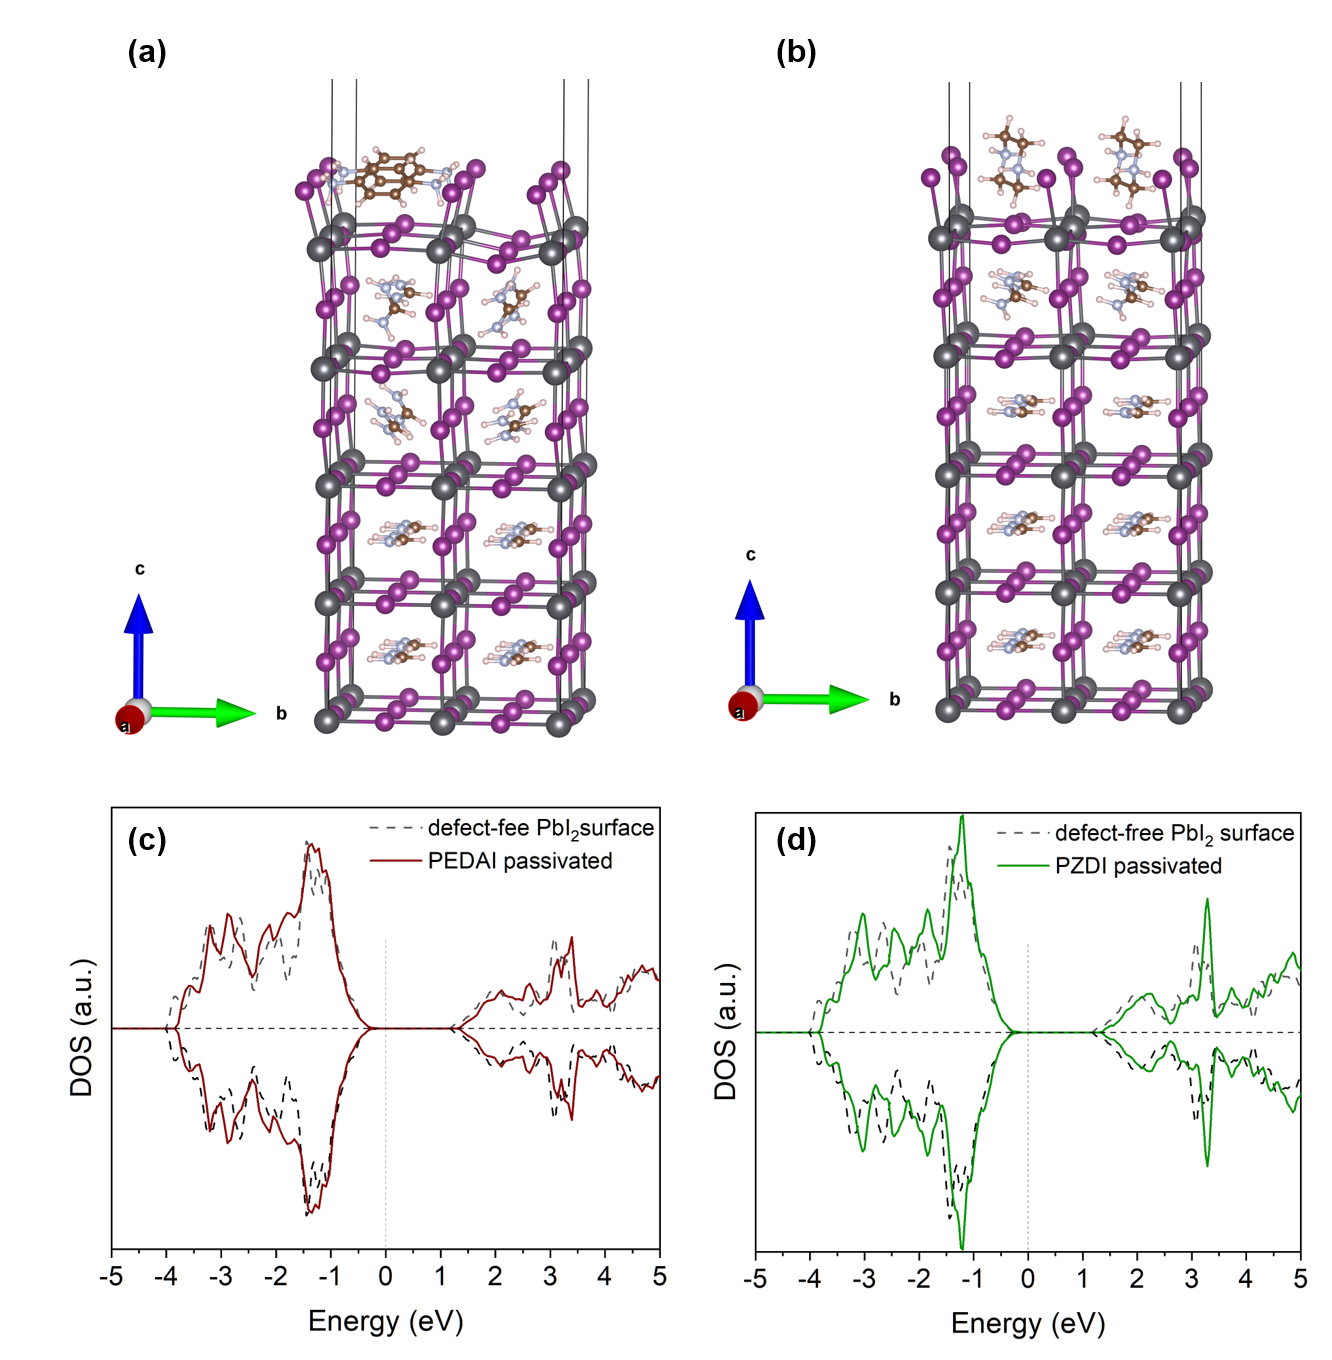 (a)
(b)
c
b
a
c
b
a
(c)
defect-fee PbI₂surface
PEDAI passivated
DOS (a.u.)
-5 -4 -3 -2 -1 0 1 2 3 4 5
Energy (eV)
(d)
defect-free PbI₂ surface
PZDI passivated
DOS (a.u.)
-5 -4 -3 -2 -1 0 1 2 3 4 5
Energy (eV)